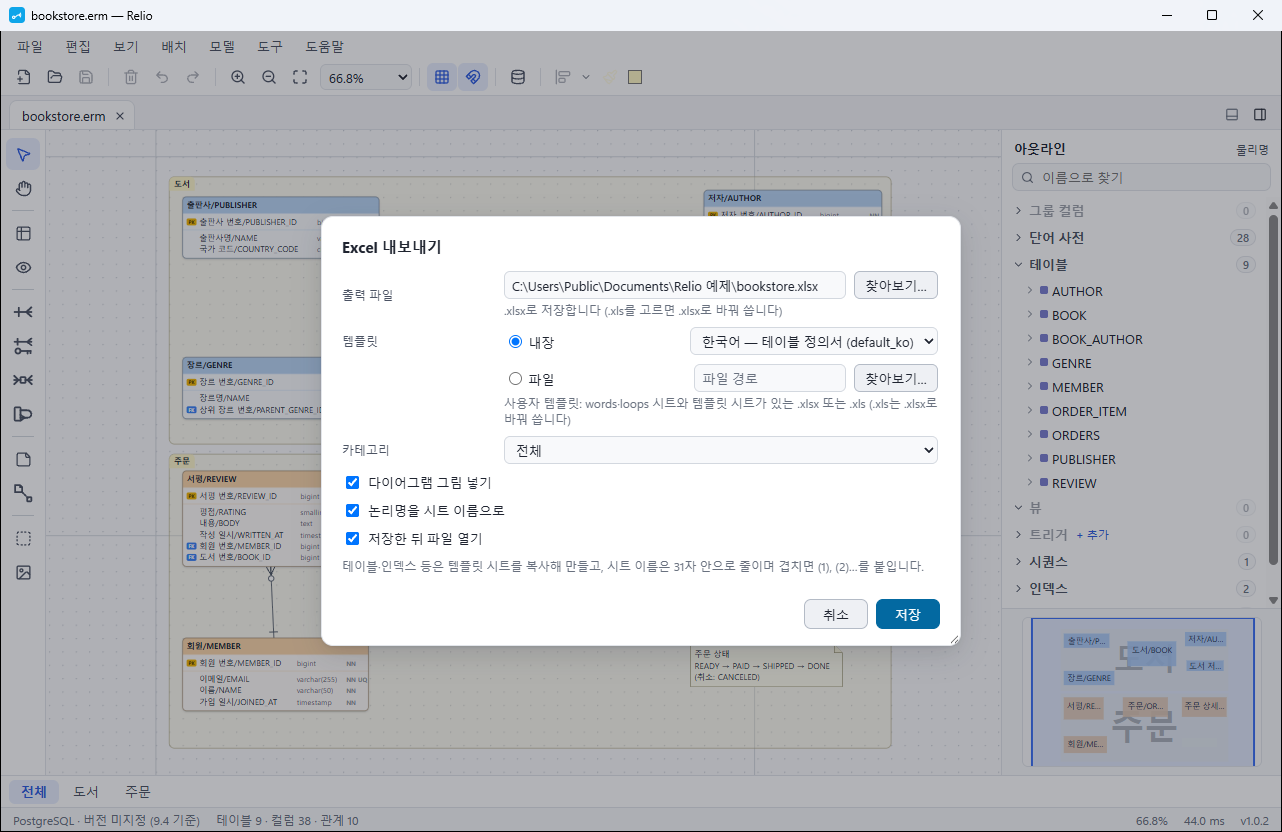 bookstore.erm — Relio
파일 편집 보기 배치 모델 도구 도움말
66.8%
bookstore.erm
도서
출판사/PUBLISHER
PK 출판사 번호/PUBLISHER_ID
출판사명/NAME
국가 코드/COUNTRY_CODE
저자/AUTHOR
저자 번호/AUTHOR_ID bigint NN
장르/GENRE
PK 장르 번호/GENRE_ID
장르명/NAME
FK 상위 장르 번호/PARENT_GENRE_ID
주문
서평/REVIEW
PK 서평 번호/REVIEW_ID bigint
평점/RATING
내용/BODY text
작성 일시/WRITTEN_AT
FK 회원 번호/MEMBER_ID bigint
FK 도서 번호/BOOK_ID bigint
회원/MEMBER
PK 회원 번호/MEMBER_ID bigint NN
이메일/EMAIL varchar(255) NN UQ
이름/NAME varchar(50) NN
가입 일시/JOINED_AT timestamp NN
주문 상태
READY → PAID → SHIPPED → DONE
(취소: CANCELED)
Excel 내보내기
출력 파일
C:\Users\Public\Documents\Relio 예제\bookstore.xlsx
찾아보기...
.xlsx로 저장합니다 (.xls를 고르면 .xlsx로 바꿔 씁니다)
템플릿
내장
한국어 — 테이블 정의서 (default_ko)
파일
파일 경로
찾아보기...
사용자 템플릿: words·loops 시트와 템플릿 시트가 있는 .xlsx 또는 .xls (.xls는 .xlsx로
바꿔 씁니다)
카테고리
전체
다이어그램 그림 넣기
논리명을 시트 이름으로
저장한 뒤 파일 열기
테이블·인덱스 등은 템플릿 시트를 복사해 만들고, 시트 이름은 31자 안으로 줄이며 겹치면 (1), (2)…를 붙입니다.
취소
저장
아웃라인
물리명
이름으로 찾기
그룹 컬럼 0
단어 사전 28
테이블 9
AUTHOR
BOOK
BOOK_AUTHOR
GENRE
MEMBER
ORDER_ITEM
ORDERS
PUBLISHER
REVIEW
뷰 0
트리거 + 추가 0
시퀀스 1
인덱스 2
출판사/P...
도서/BOOK
저자/AU...
도서 저...
장르/GENRE
서평/RE...
주문/OR...
주문 상세...
주문
회원/ME...
전체 도서 주문
PostgreSQL · 버전 미지정 (9.4 기준) 테이블 9 · 컬럼 38 · 관계 10
66.8% 44.0 ms v1.0.2